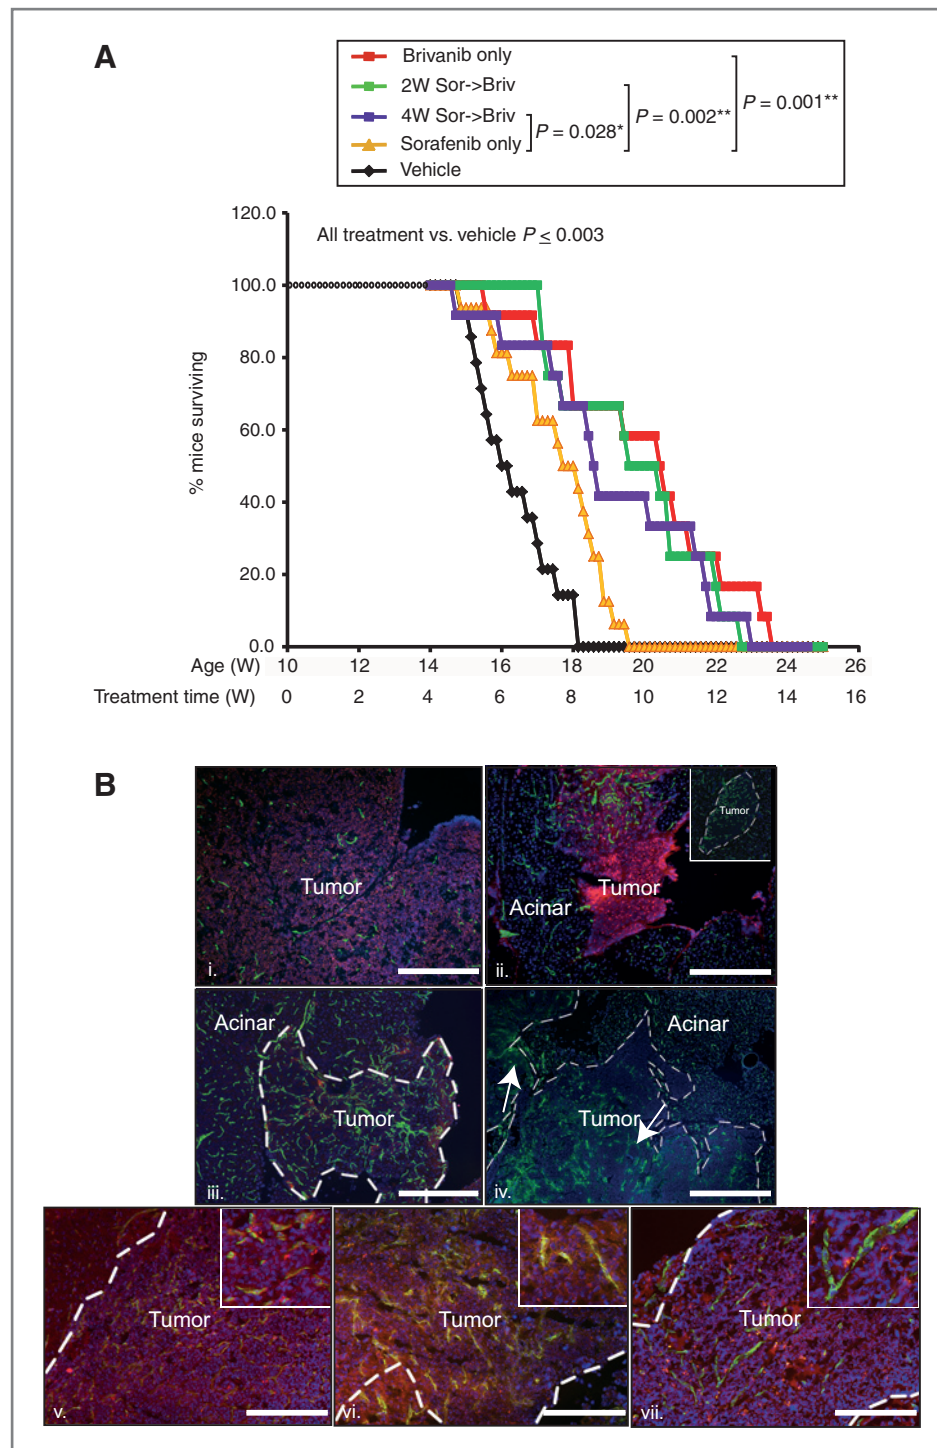 A
Brivanib only
2W Sor->Briv
4W Sor->Briv
Sorafenib only
Vehicle
P = 0.028*
P = 0.002**
P = 0.001**
All treatment vs. vehicle P ≤ 0.003
% mice surviving
120.0
100.0
80.0
60.0
40.0
20.0
0.0
Age (W) 10 12 14 16 18 20 22 24 26
Treatment time (W) 0 2 4 6 8 10 12 14 16
B
Tumor
i.
Tumor
Tumor
Acinar
ii.
Acinar
Tumor
iii.
Acinar
Tumor
iv.
Tumor
v.
Tumor
vi.
Tumor
vii.